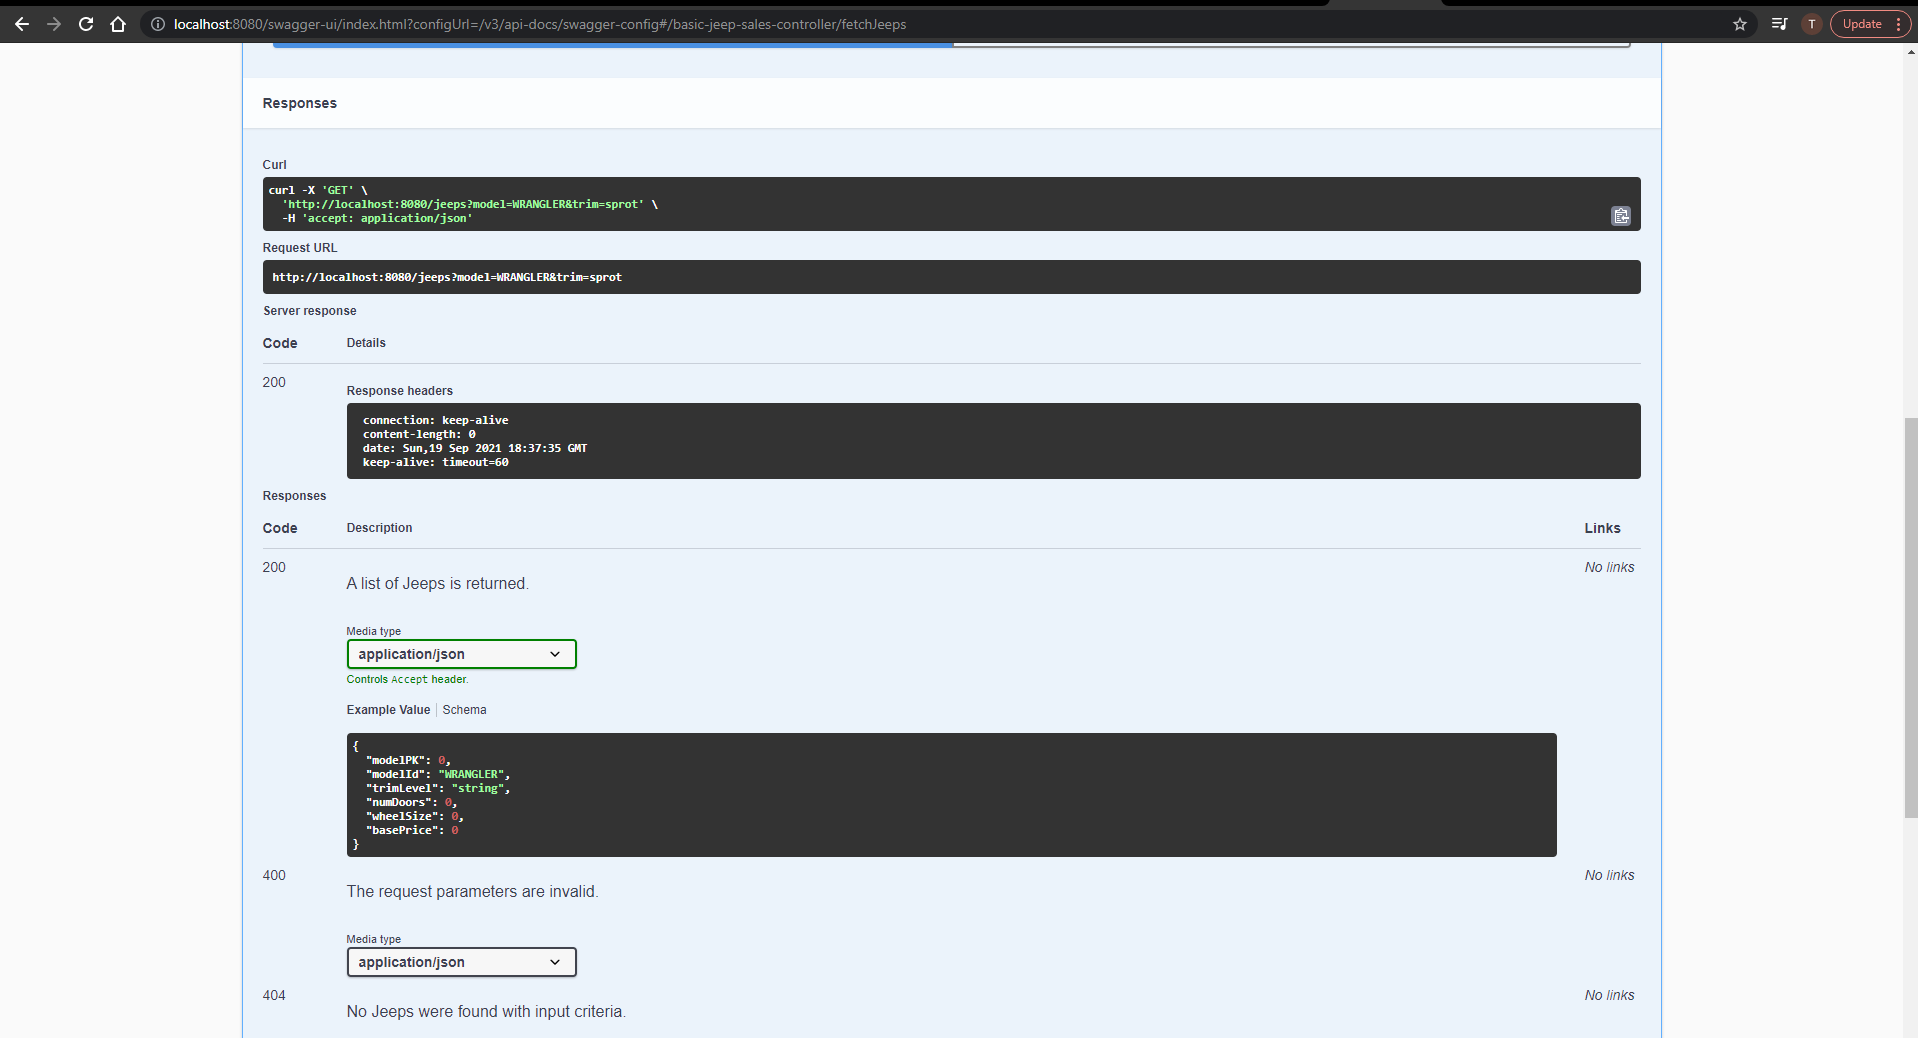 localhost:8080/swagger-ui/index.html?configUrl=/v3/api-docs/swagger-config#/basic-jeep-sales-controller/fetchJeeps
T
Update
Responses
Curl
curl -X 'GET' \
'http://localhost:8080/jeeps?model=WRANGLER&trim=sprot' \
-H 'accept: application/json'
Request URL
http://localhost:8080/jeeps?model=WRANGLER&trim=sprot
Server response
Code Details
200
Response headers
connection: keep-alive
content-length: 0
date: Sun,19 Sep 2021 18:37:35 GMT
keep-alive: timeout=60
Responses
Code Description Links
200 No links
A list of Jeeps is returned.
Media type
application/json
Controls Accept header.
Example Value Schema
{
"modelPK": 0,
"modelId": "WRANGLER",
"trimLevel": "string",
"numDoors": 0,
"wheelSize": 0,
"basePrice": 0
}
400 No links
The request parameters are invalid.
Media type
application/json
404 No links
No Jeeps were found with input criteria.